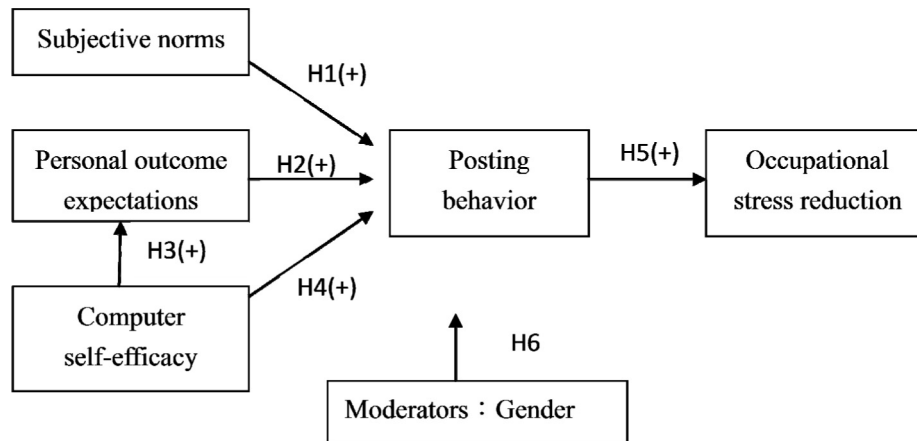 Subjective norms
H1(+)
Personal outcome
expectations
H2(+)
Posting
behavior
H5(+)
Occupational
stress reduction
H3(+)
H4(+)
Computer
self-efficacy
H6
Moderators：Gender